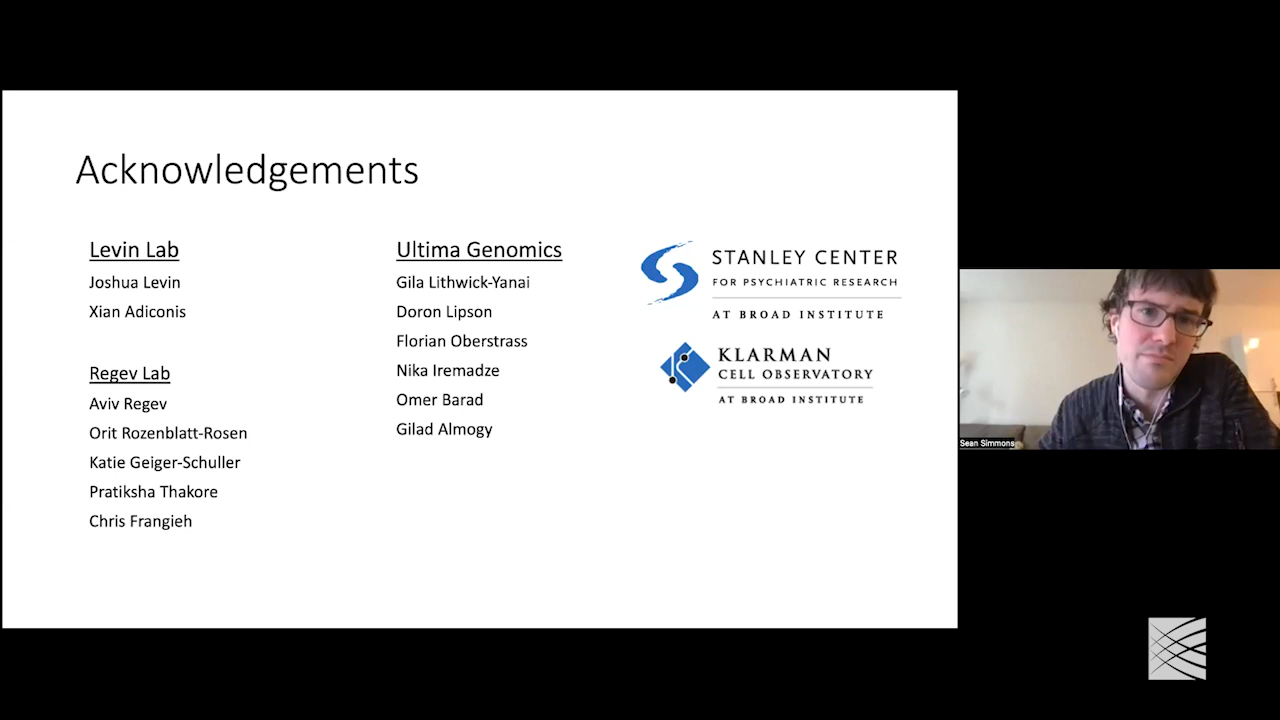 Acknowledgements
Levin Lab
Joshua Levin
Xian Adiconis
Regev Lab
Aviv Regev
Orit Rozenblatt-Rosen
Katie Geiger-Schuller
Pratiksha Thakore
Chris Frangieh
Ultima Genomics
Gila Lithwick-Yanai
Doron Lipson
Florian Oberstrass
Nika Iremadze
Omer Barad
Gilad Almogy
STANLEY CENTER
FOR PSYCHIATRIC RESEARCH
AT BROAD INSTITUTE
KLARMAN
CELL OBSERVATORY
AT BROAD INSTITUTE
Sean Simmons